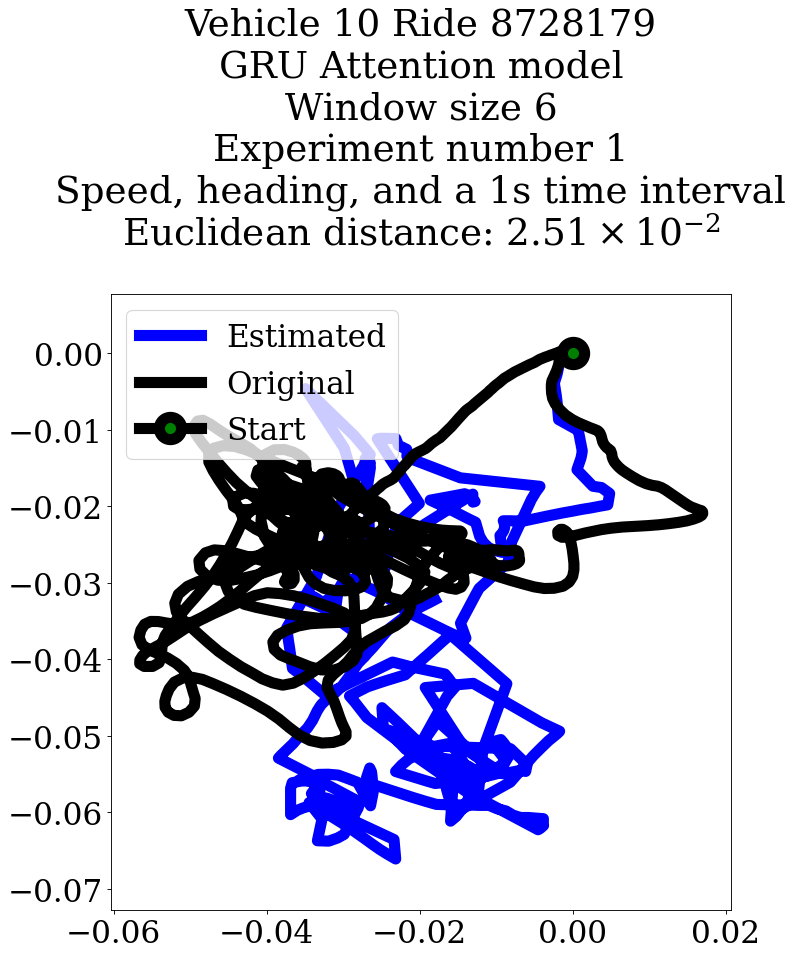 Vehicle 10 Ride 8728179
GRU Attention model
Window size 6
Experiment number 1
Speed, heading, and a 1s time interval
Euclidean distance: 2.51 × 10⁻²
Estimated
Original
Start
0.00
−0.01
−0.02
−0.03
−0.04
−0.05
−0.06
−0.07
−0.06 −0.04 −0.02 0.00 0.02